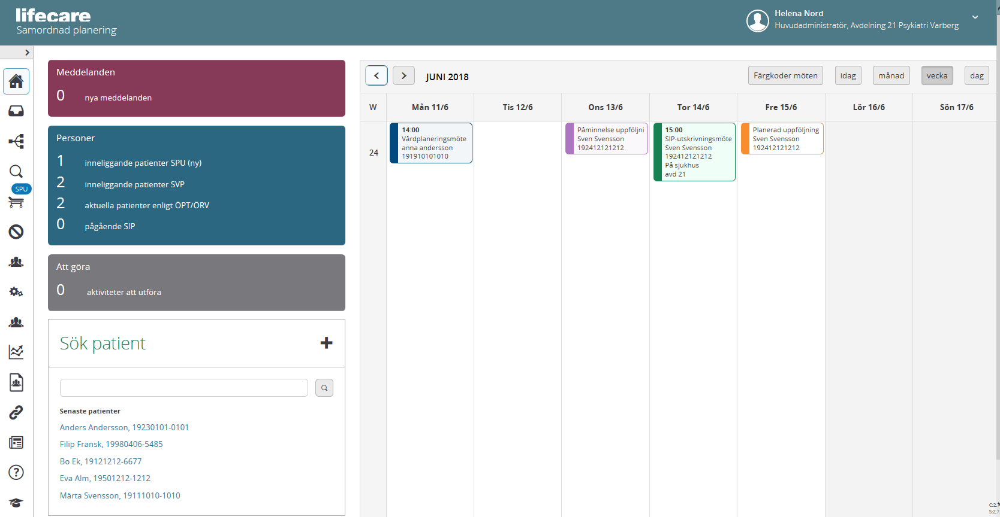 lifecare
Samordnad planering
Helena Nord
Huvudadministratör, Avdelning 21 Psykiatri Varberg
SPU
Meddelanden
0 nya meddelanden
Personer
1 inneliggande patienter SPU (ny)
2 inneliggande patienter SVP
2 aktuella patienter enligt ÖPT/ÖRV
0 pågående SIP
Att göra
0 aktiviteter att utföra
Sök patient
Senaste patienter
Anders Andersson, 19230101-0101
Filip Fransk, 19980406-5485
Bo Ek, 19121212-6677
Eva Alm, 19501212-1212
Märta Svensson, 19111010-1010
JUNI 2018
Färgkoder möten idag månad vecka dag
W Mån 11/6 Tis 12/6 Ons 13/6 Tor 14/6 Fre 15/6 Lör 16/6 Sön 17/6
24
14:00
Vårdplaneringsmöte
anna andersson
191910101010
Påminnelse uppföljni
Sven Svensson
192412121212
15:00
SIP-utskrivningsmöte
Sven Svensson
192412121212
På sjukhus
avd 21
Planerad uppföljning
Sven Svensson
192412121212